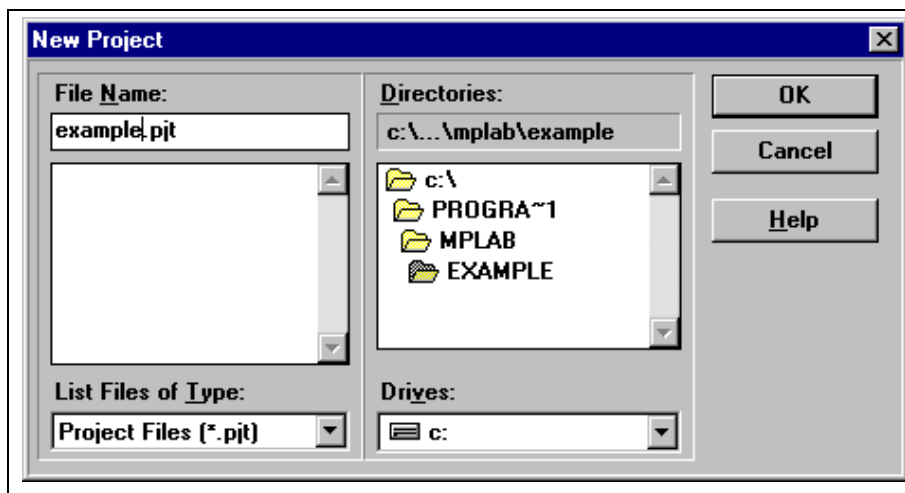 New Project
File Name:
example.pjt
List Files of Type:
Project Files (*.pjt)
Directories:
c:\...\mplab\example
c:\
PROGRA~1
MPLAB
EXAMPLE
Drives:
c:
OK
Cancel
Help